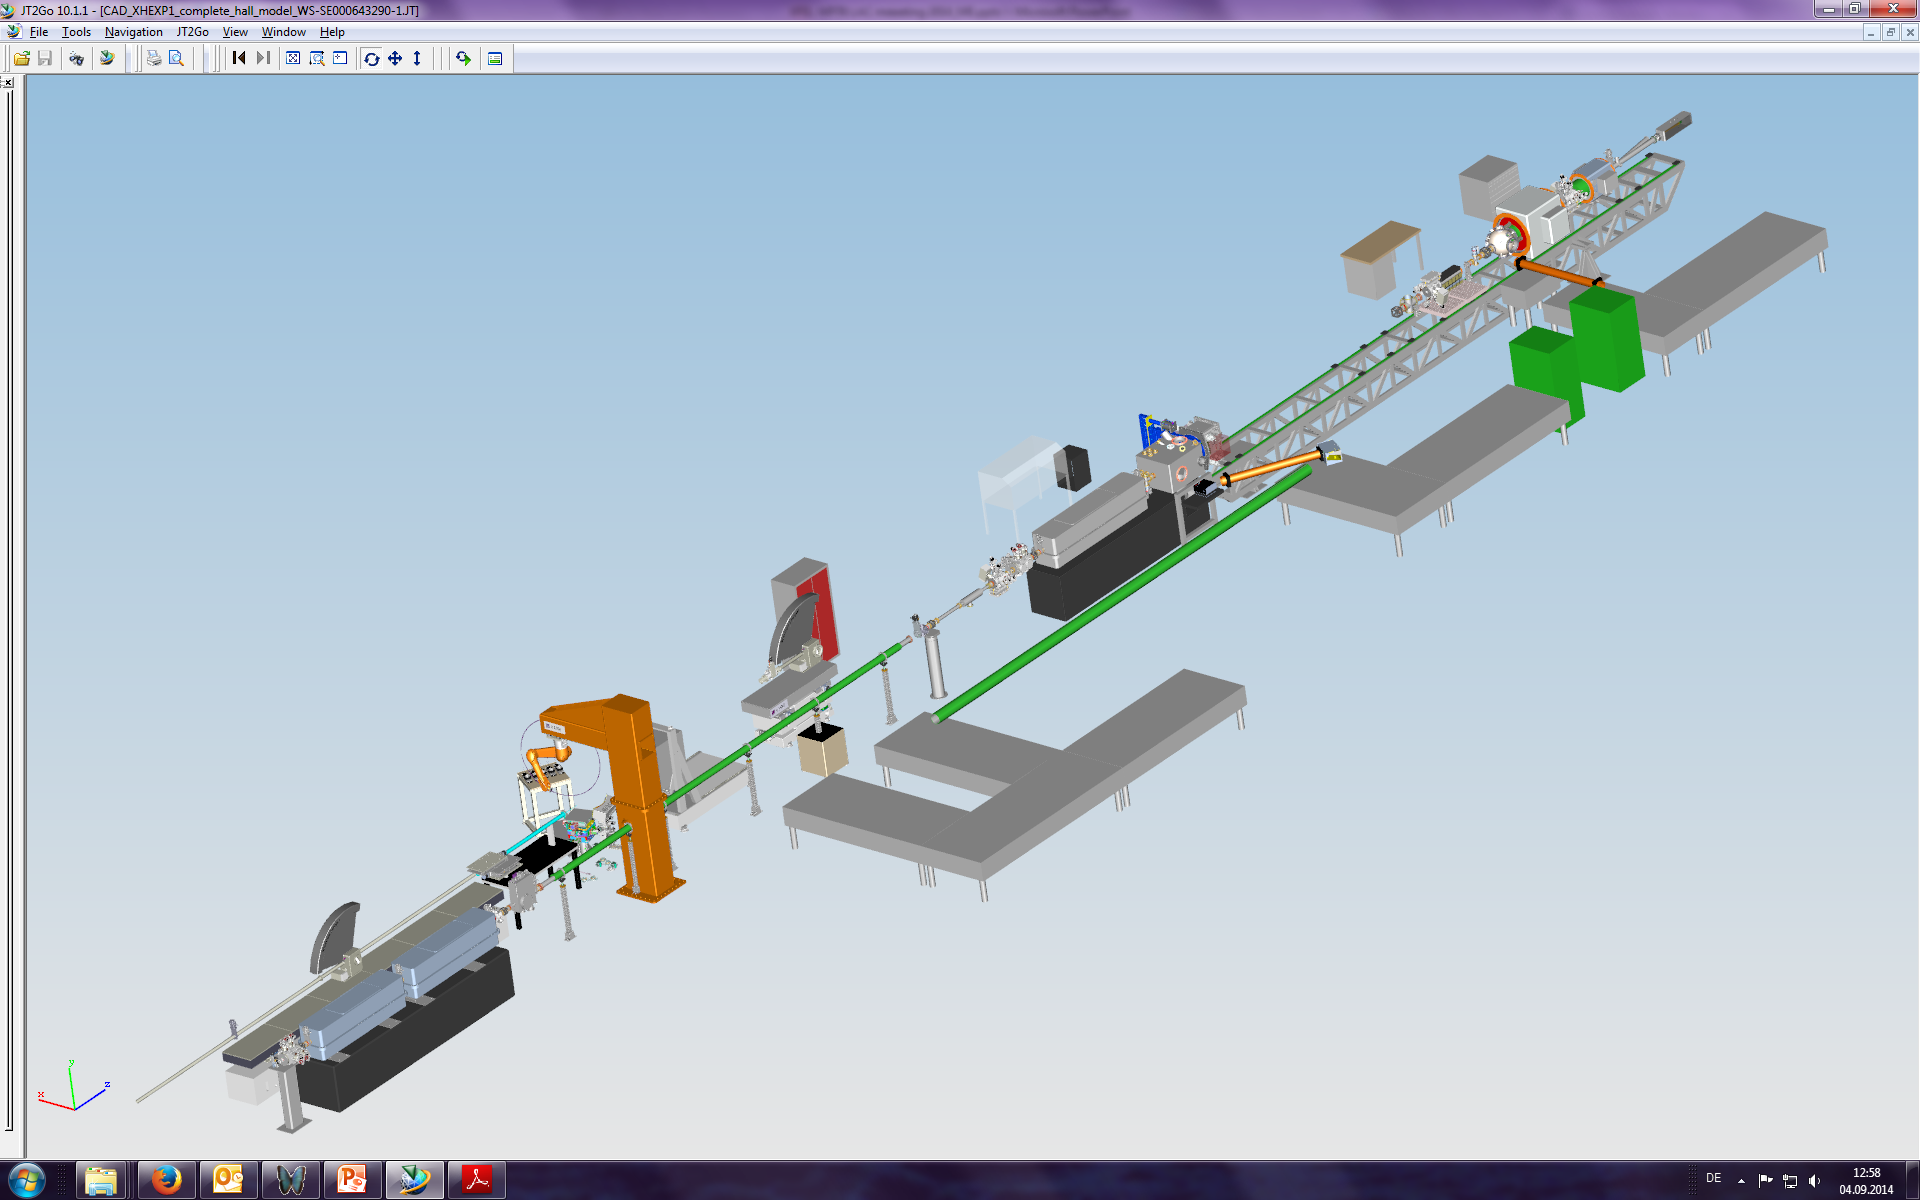 JT2Go 10.1.1 - [CAD_XHEXP1_complete_hall_model_WS-SE000643290-1.JT]
File Tools Navigation JT2Go View Window Help
y
x
z
DE
12:58
04.09.2014